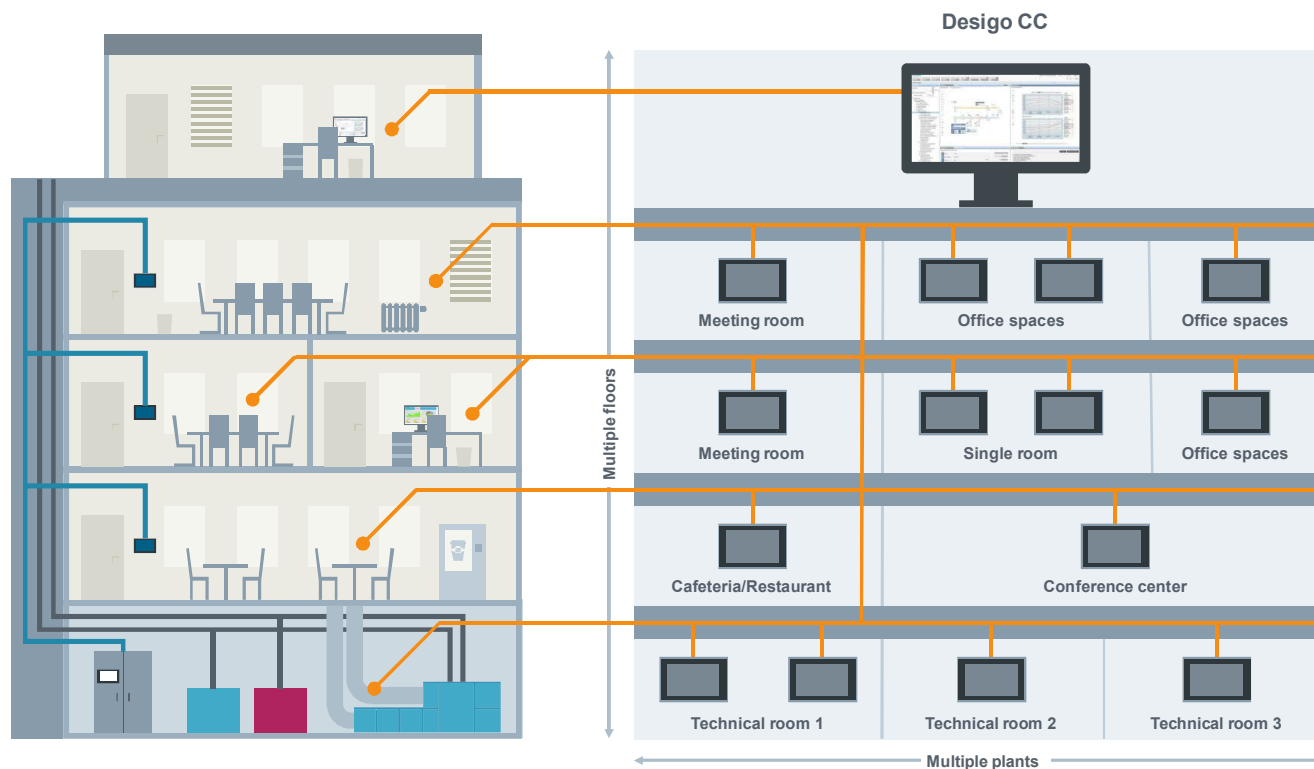 Desigo CC
Multiple floors
Meeting room
Office spaces
Office spaces
Meeting room
Single room
Office spaces
Cafeteria/Restaurant
Conference center
Technical room 1
Technical room 2
Technical room 3
Multiple plants